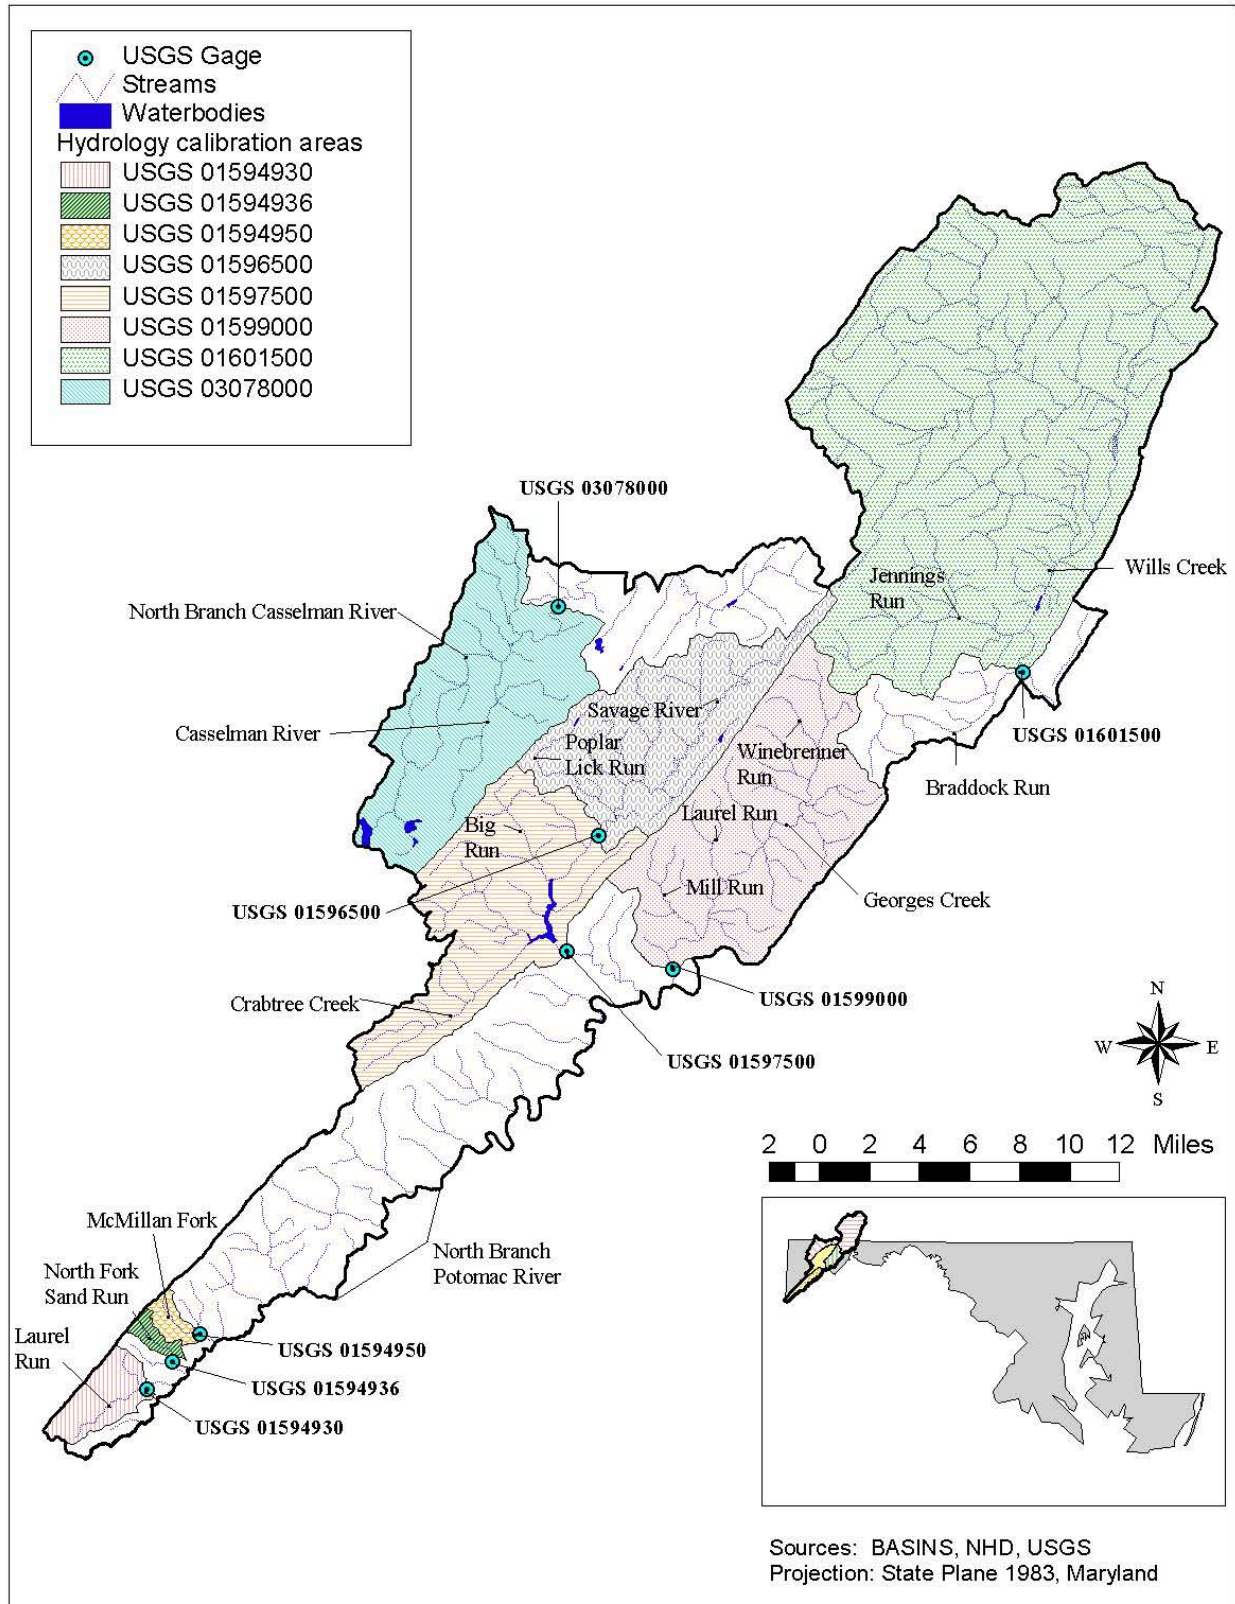 USGS Gage
Streams
Waterbodies
Hydrology calibration areas
USGS 01594930
USGS 01594936
USGS 01594950
USGS 01596500
USGS 01597500
USGS 01599000
USGS 01601500
USGS 03078000
USGS 03078000
Jennings
Run
Wills Creek
North Branch Casselman River
Savage River
Casselman River
Poplar
Lick Run
Winebrenner
Run
USGS 01601500
Braddock Run
Big
Run
Laurel Run
Mill Run
Georges Creek
USGS 01596500
Crabtree Creek
USGS 01599000
USGS 01597500
N
W
E
S
2 0 2 4 6 8 10 12 Miles
McMillan Fork
North Fork
Sand Run
North Branch
Potomac River
Laurel
Run
USGS 01594950
USGS 01594936
USGS 01594930
Sources: BASINS, NHD, USGS
Projection: State Plane 1983, Maryland